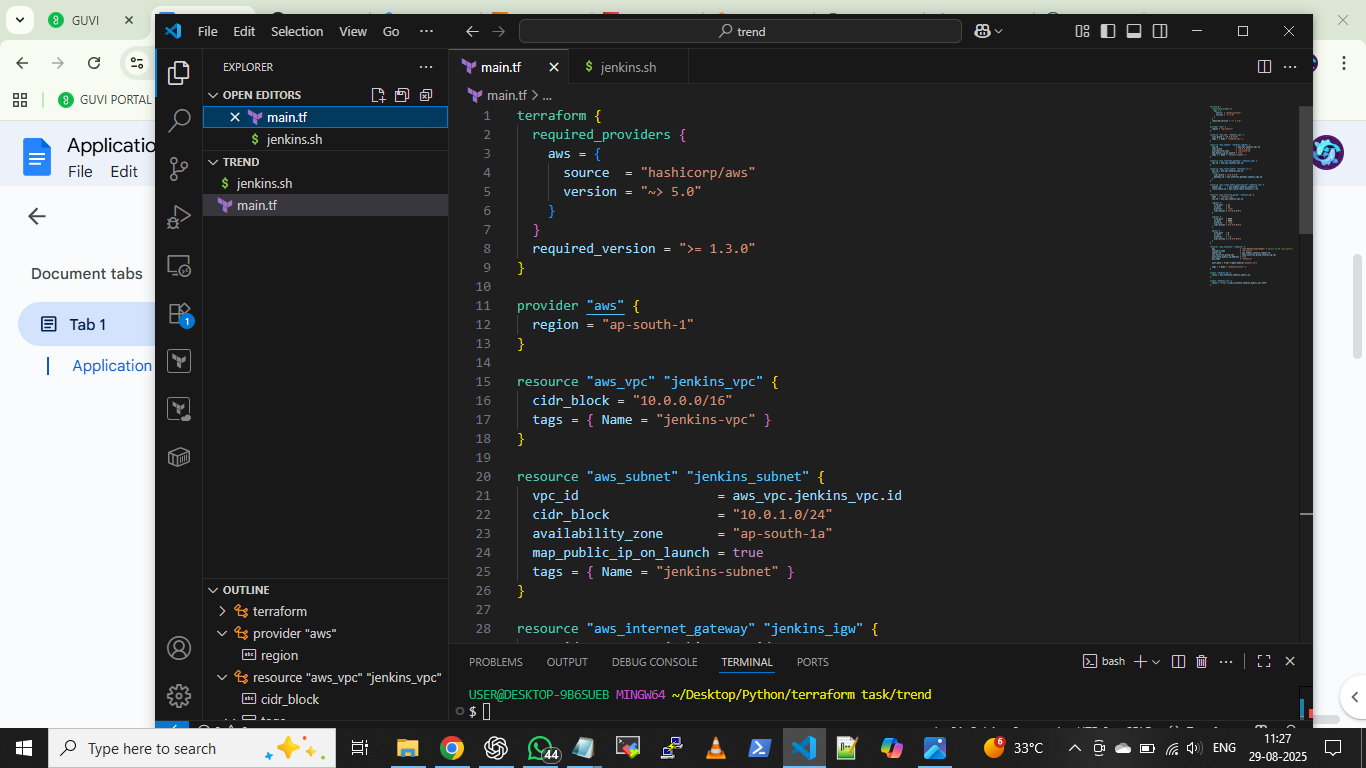 GUVI
GUVI PORTAL
Applicatio
File Edit
Document tabs
Tab 1
Application
File Edit Selection View Go ···
trend
EXPLORER
OPEN EDITORS
main.tf
$ jenkins.sh
TREND
$ jenkins.sh
main.tf
OUTLINE
terraform
provider "aws"
region
resource "aws_vpc" "jenkins_vpc"
cidr_block
main.tf
$ jenkins.sh
main.tf > ...
1 terraform {
2 required_providers {
3 aws = {
4 source = "hashicorp/aws"
5 version = "~> 5.0"
6 }
7 }
8 required_version = ">= 1.3.0"
9 }
10
11 provider "aws" {
12 region = "ap-south-1"
13 }
14
15 resource "aws_vpc" "jenkins_vpc" {
16 cidr_block = "10.0.0.0/16"
17 tags = { Name = "jenkins-vpc" }
18 }
19
20 resource "aws_subnet" "jenkins_subnet" {
21 vpc_id = aws_vpc.jenkins_vpc.id
22 cidr_block = "10.0.1.0/24"
23 availability_zone = "ap-south-1a"
24 map_public_ip_on_launch = true
25 tags = { Name = "jenkins-subnet" }
26 }
27
28 resource "aws_internet_gateway" "jenkins_igw" {
PROBLEMS OUTPUT DEBUG CONSOLE TERMINAL PORTS
bash
USER@DESKTOP-9B6SUEB MINGW64 ~/Desktop/Python/terraform task/trend
$
1
Type here to search
44
6
33°C
ENG
11:27
29-08-2025